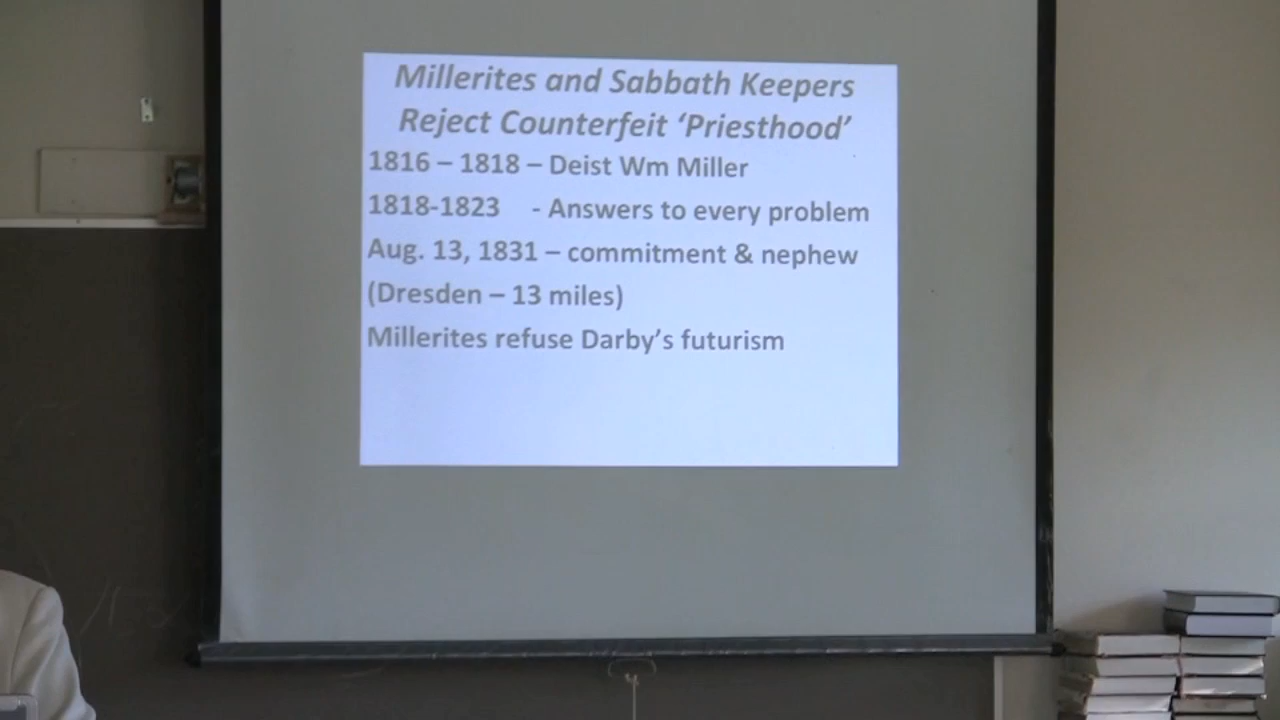 Millerites and Sabbath Keepers
Reject Counterfeit ‘Priesthood’
1816 – 1818 – Deist Wm Miller
1818-1823 - Answers to every problem
Aug. 13, 1831 – commitment & nephew
(Dresden – 13 miles)
Millerites refuse Darby’s futurism